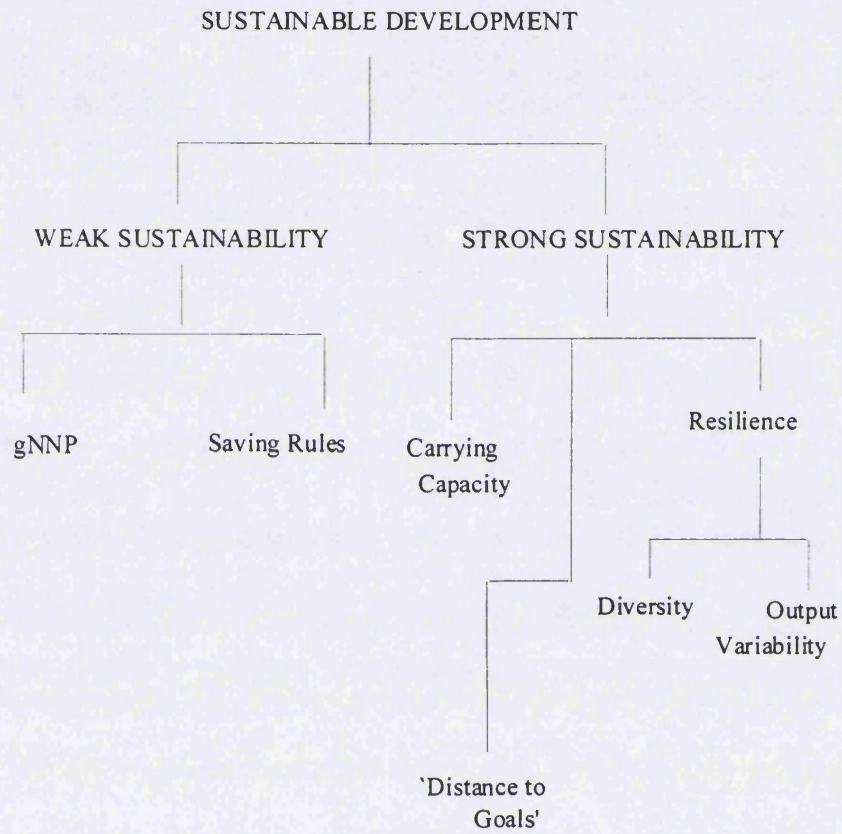 SUSTAINABLE DEVELOPMENT
WEAK SUSTAINABILITY
STRONG SUSTAINABILITY
gNNP
Saving Rules
Carrying
Capacity
Resilience
Diversity
Output
Variability
`Distance to
Goals'